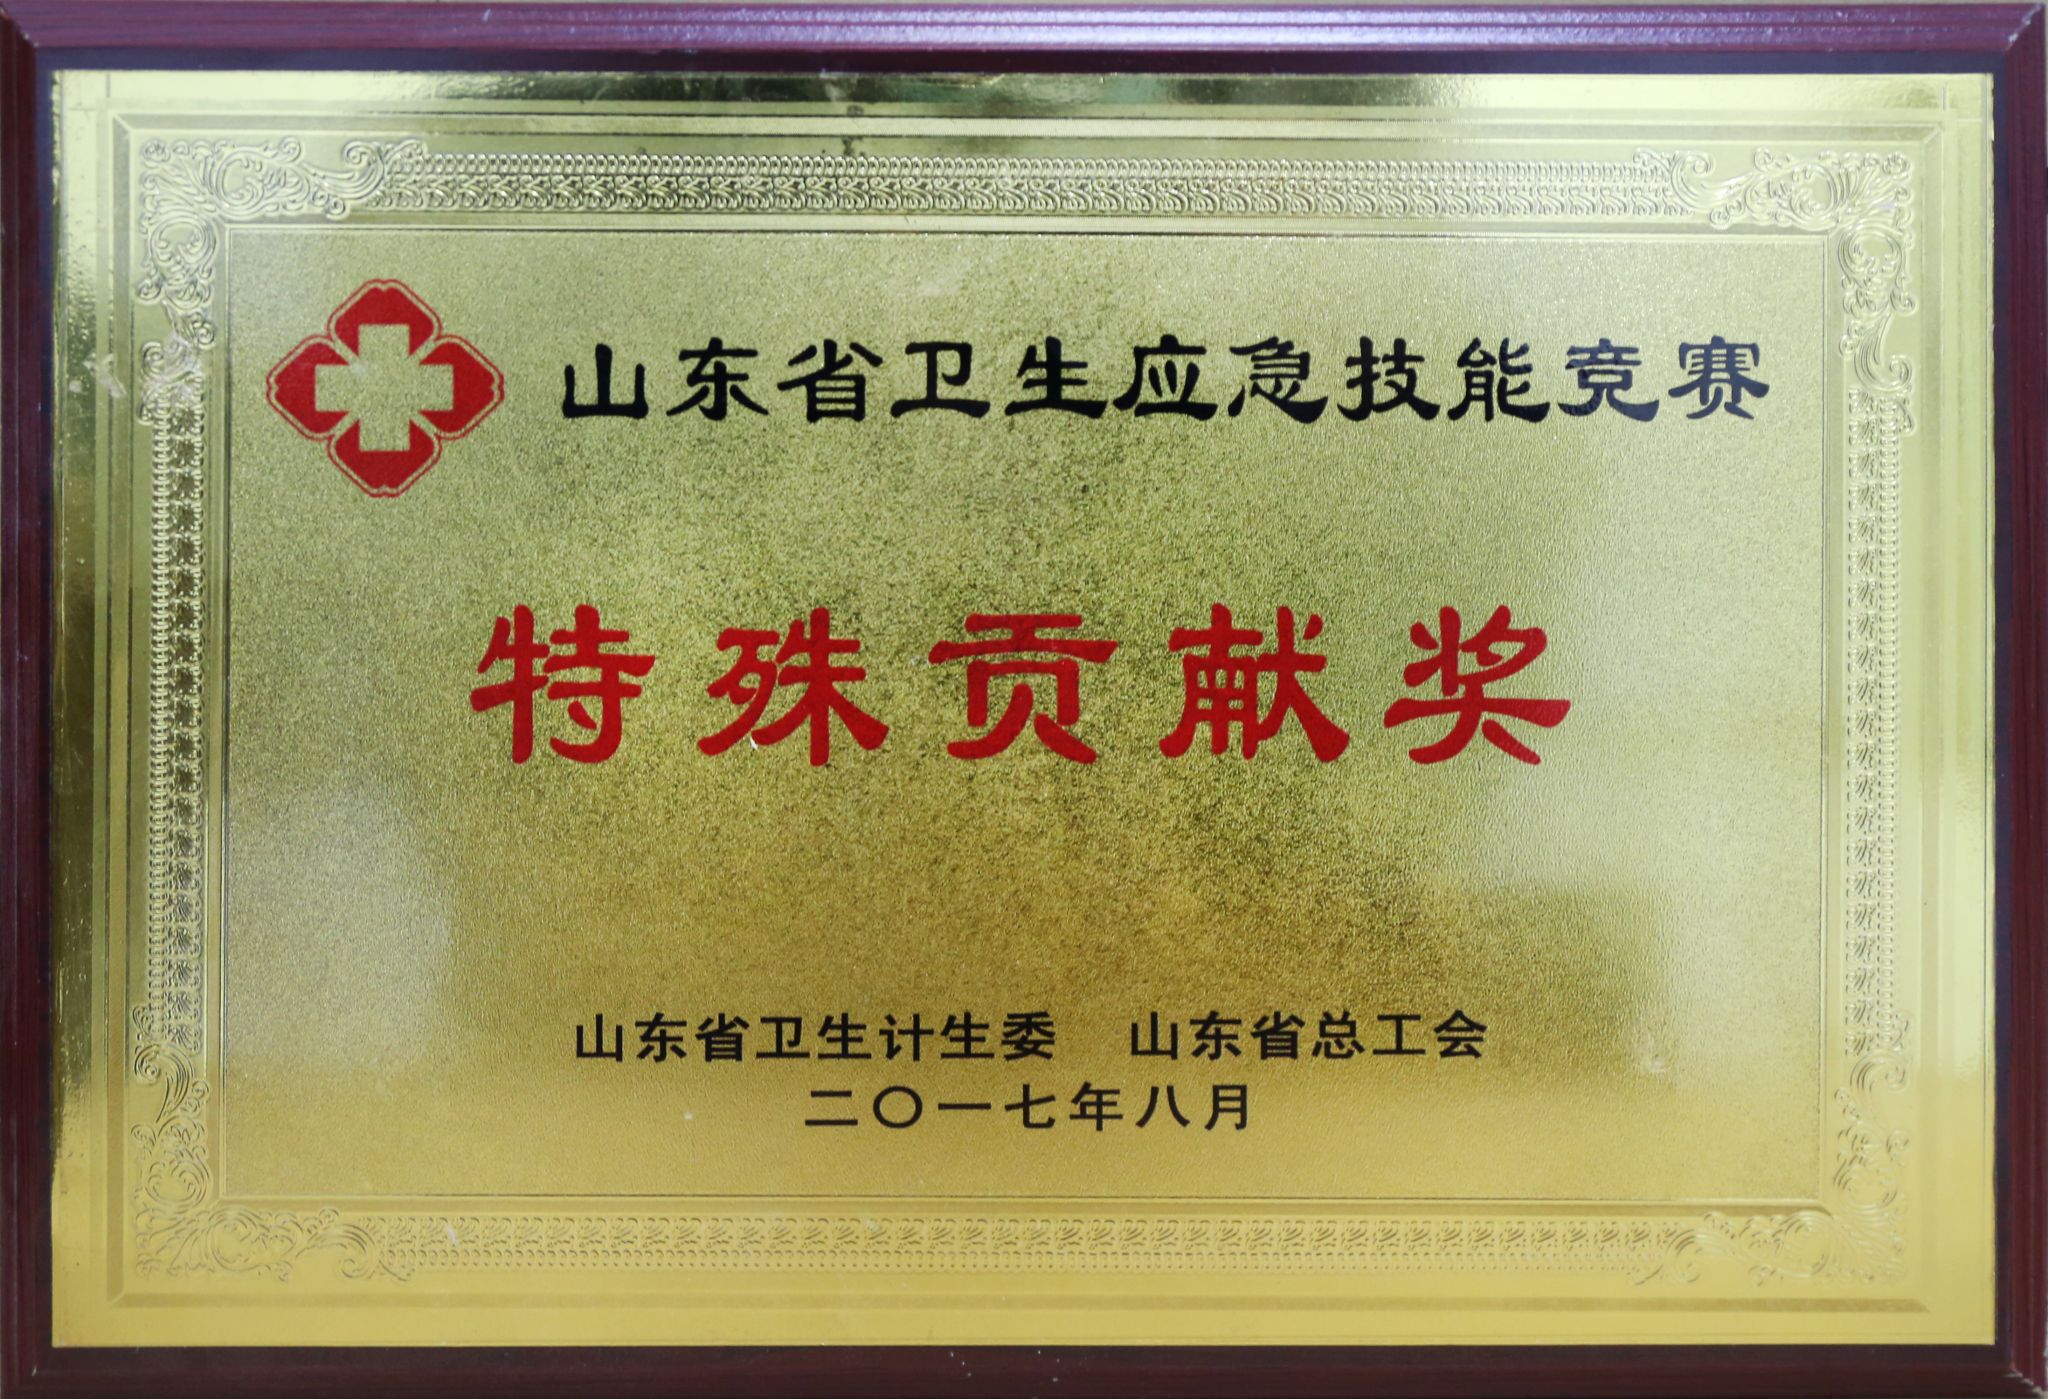 山东省卫生应急技能竞赛
特殊贡献奖
山东省卫生计生委 山东省总工会
二〇一七年八月